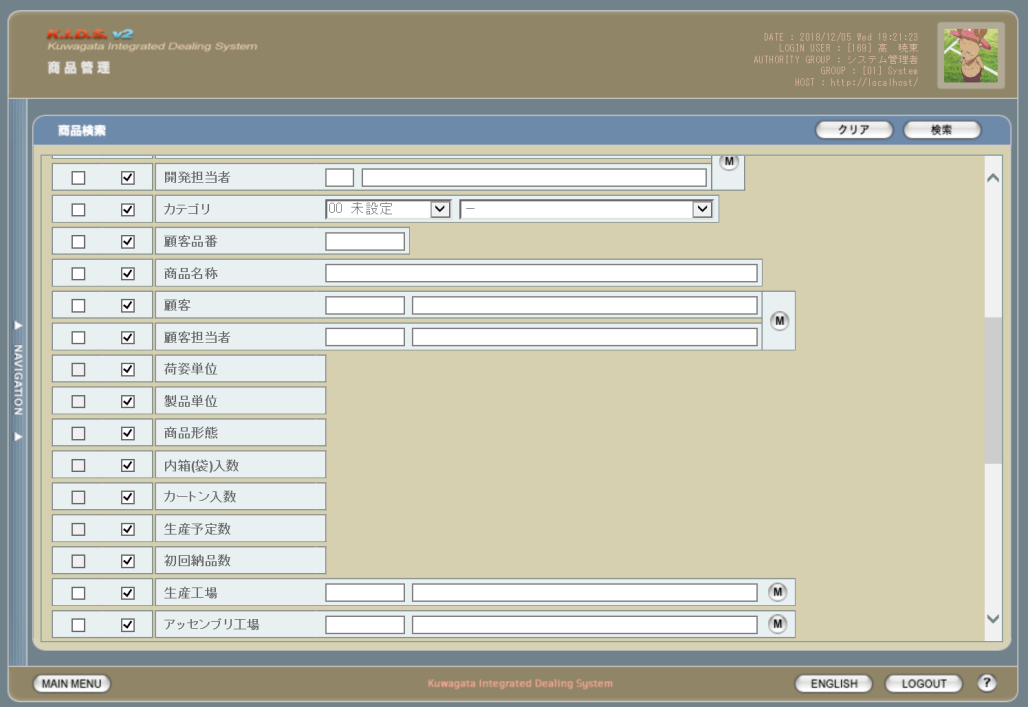 K.I.D.S. v2
Kuwagata Integrated Dealing System
商品管理
DATE : 2018/12/05 Wed 19:21:23
LOGIN USER : [169]髙 暁東
AUTHORITY GROUP : システム管理者
GROUP : [01] System
HOST : http://localhost/
商品検索
クリア
検索
M
開発担当者
カテゴリ
00 未設定
－
顧客品番
商品名称
顧客
M
顧客担当者
荷姿単位
製品単位
商品形態
内箱(袋)入数
カートン入数
生産予定数
初回納品数
生産工場
M
アッセンブリ工場
M
NAVIGATION
MAIN MENU
Kuwagata Integrated Dealing System
ENGLISH
LOGOUT
?